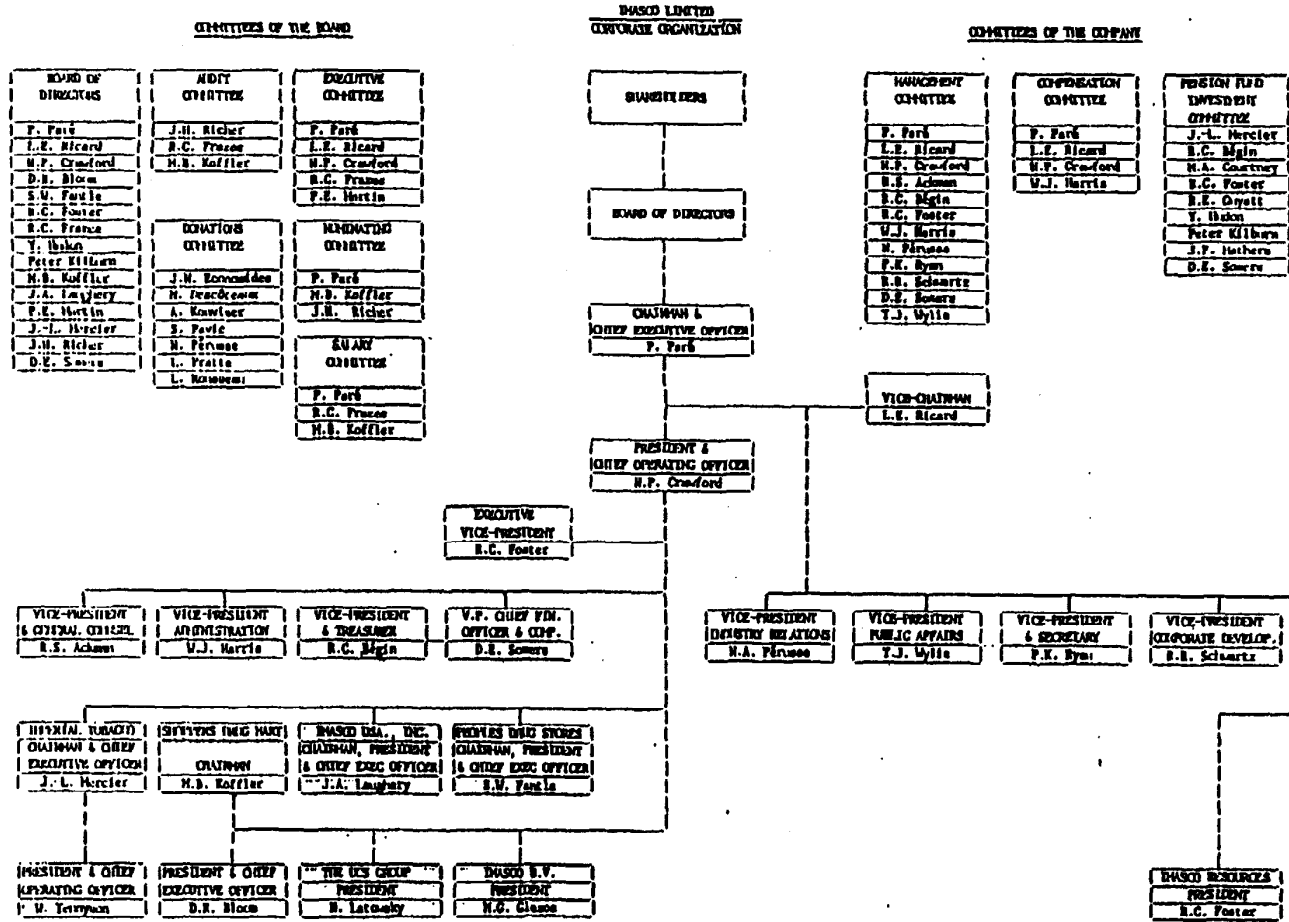 IMASCO LIMITED
CORPORATE ORGANIZATION
COMMITTEES OF THE BOARD
COMMITTEES OF THE COMPANY
BOARD OF
DIRECTORS
P. Paré
L.E. Ricard
N.P. Crawford
D.R. Bloom
S.W. Fantle
R.C. Foster
R.C. Frazee
Y.
Peter Kilburn
M.B. Koffler
J.A. Laughery
P.E. Martin
J.-L. Mercier
J.H. Richer
D.E.
AUDIT
COMMITTEE
J.H. Richer
R.C. Frazee
M.B. Koffler
EXECUTIVE
COMMITTEE
P. Paré
L.E. Ricard
N.P. Crawford
R.C. Frazee
P.E. Martin
DONATIONS
COMMITTEE
J.N.
M.
A.
S.
N. Pérusse
L. Pratte
L.
NOMINATING
COMMITTEE
P. Paré
M.B. Koffler
J.H. Richer
SALARY
COMMITTEE
P. Paré
R.C. Frazee
M.B. Koffler
SHAREHOLDERS
BOARD OF DIRECTORS
CHAIRMAN &
CHIEF EXECUTIVE OFFICER
P. Paré
VICE-CHAIRMAN
L.E. Ricard
PRESIDENT &
CHIEF OPERATING OFFICER
N.P. Crawford
EXECUTIVE
VICE-PRESIDENT
R.C. Foster
MANAGEMENT
COMMITTEE
P. Paré
L.E. Ricard
N.P. Crawford
R.S. Ackman
R.C. Bégin
R.C. Foster
W.J. Harris
N. Pérusse
P.K. Ryan
R.R. Schwartz
D.E. Somers
T.J. Wylie
COMPENSATION
COMMITTEE
P. Paré
L.E. Ricard
N.P. Crawford
W.J. Harris
PENSION FUND
INVESTMENT
COMMITTEE
J.-L. Mercier
R.C. Bégin
M.A. Courtney
R.C. Foster
R.E.
Y.
Peter Kilburn
J.P. Mathers
D.E. Somers
VICE-PRESIDENT
& GENERAL COUNSEL
R.S. Ackman
VICE-PRESIDENT
ADMINISTRATION
W.J. Harris
VICE-PRESIDENT
& TREASURER
R.C. Bégin
V.P. CHIEF FIN.
OFFICER & COMP.
D.E. Somers
VICE-PRESIDENT
INDUSTRY RELATIONS
N.A. Pérusse
VICE-PRESIDENT
PUBLIC AFFAIRS
T.J. Wylie
VICE-PRESIDENT
& SECRETARY
P.K. Ryan
VICE-PRESIDENT
CORPORATE DEVELOP.
R.R. Schwartz
IMPERIAL TOBACCO
CHAIRMAN & CHIEF
EXECUTIVE OFFICER
J.-L. Mercier
SHOPPERS DRUG MART
CHAIRMAN
M.B. Koffler
IMASCO USA., INC.
CHAIRMAN, PRESIDENT
& CHIEF EXEC OFFICER
J.A. Laughery
PEOPLES DRUG STORES
CHAIRMAN, PRESIDENT
& CHIEF EXEC OFFICER
S.W. Fantle
PRESIDENT & CHIEF
OPERATING OFFICER
W. Tennyson
PRESIDENT & CHIEF
EXECUTIVE OFFICER
D.R. Bloom
THE UCS GROUP
PRESIDENT
N. Latowsky
IMASCO B.V.
PRESIDENT
IMASCO RESOURCES
PRESIDENT
R.C. Foster